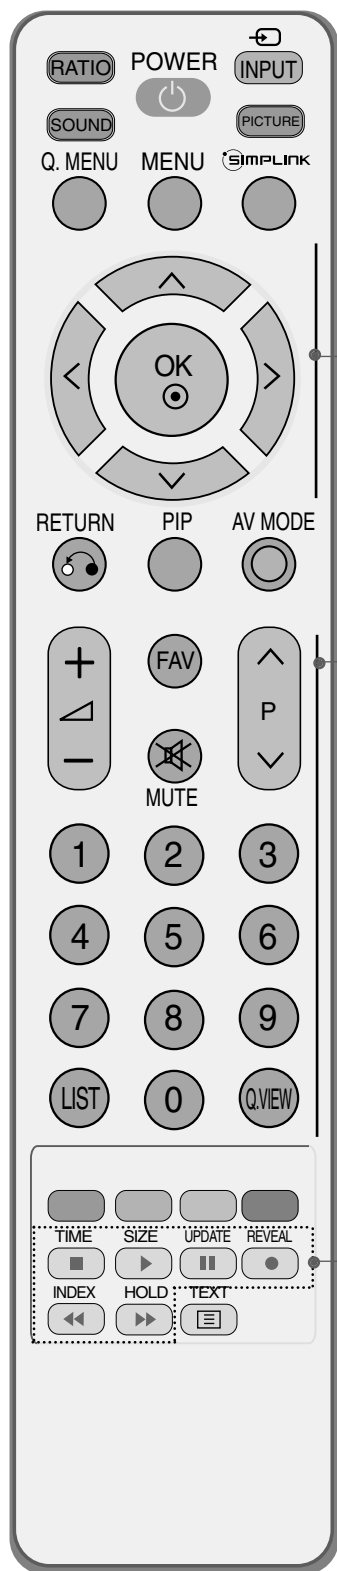 RATIO POWER INPUT
SOUND PICTURE
Q. MENU MENU SIMPLINK
OK
RETURN PIP AV MODE
FAV
P
MUTE
1 2 3
4 5 6
7 8 9
LIST 0 Q.VIEW
TIME SIZE UPDATE REVEAL
INDEX HOLD TEXT